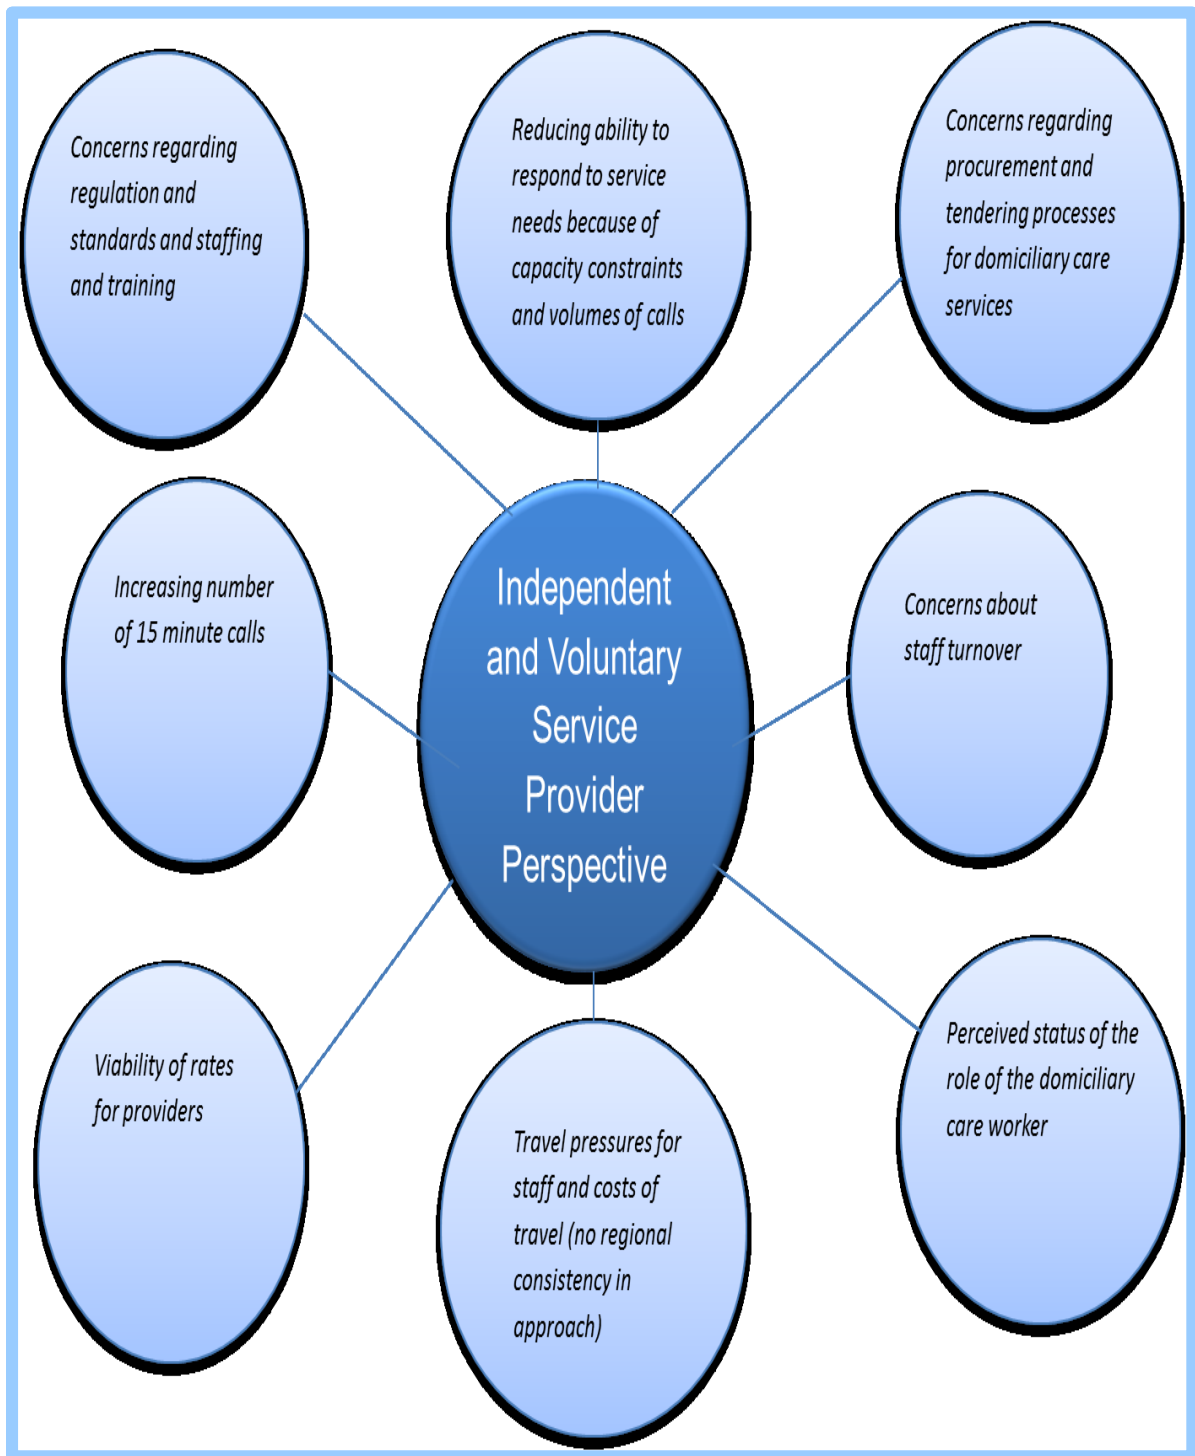 Concerns regarding
regulation and
standards and staffing
and training
Reducing ability to
respond to service
needs because of
capacity constraints
and volumes of calls
Concerns regarding
procurement and
tendering processes
for domiciliary care
services
Increasing number
of 15 minute calls
Independent
and Voluntary
Service
Provider
Perspective
Concerns about
staff turnover
Viability of rates
for providers
Travel pressures for
staff and costs of
travel (no regional
consistency in
approach)
Perceived status of the
role of the domiciliary
care worker